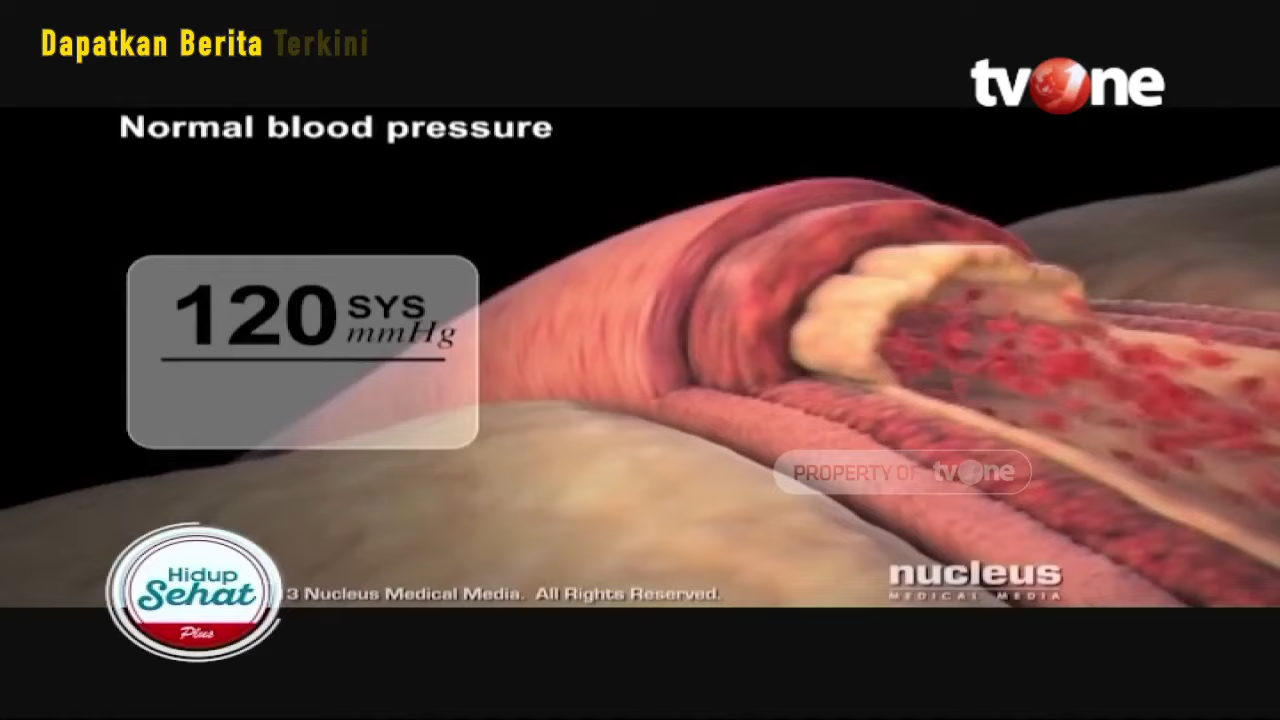 Dapatkan Berita Terkini
tvOne
Normal blood pressure
120 SYS
mmHg
PROPERTY OF tvOne
Hidup
Sehat
Plus
3 Nucleus Medical Media. All Rights Reserved.
nucleus
MEDICAL MEDIA